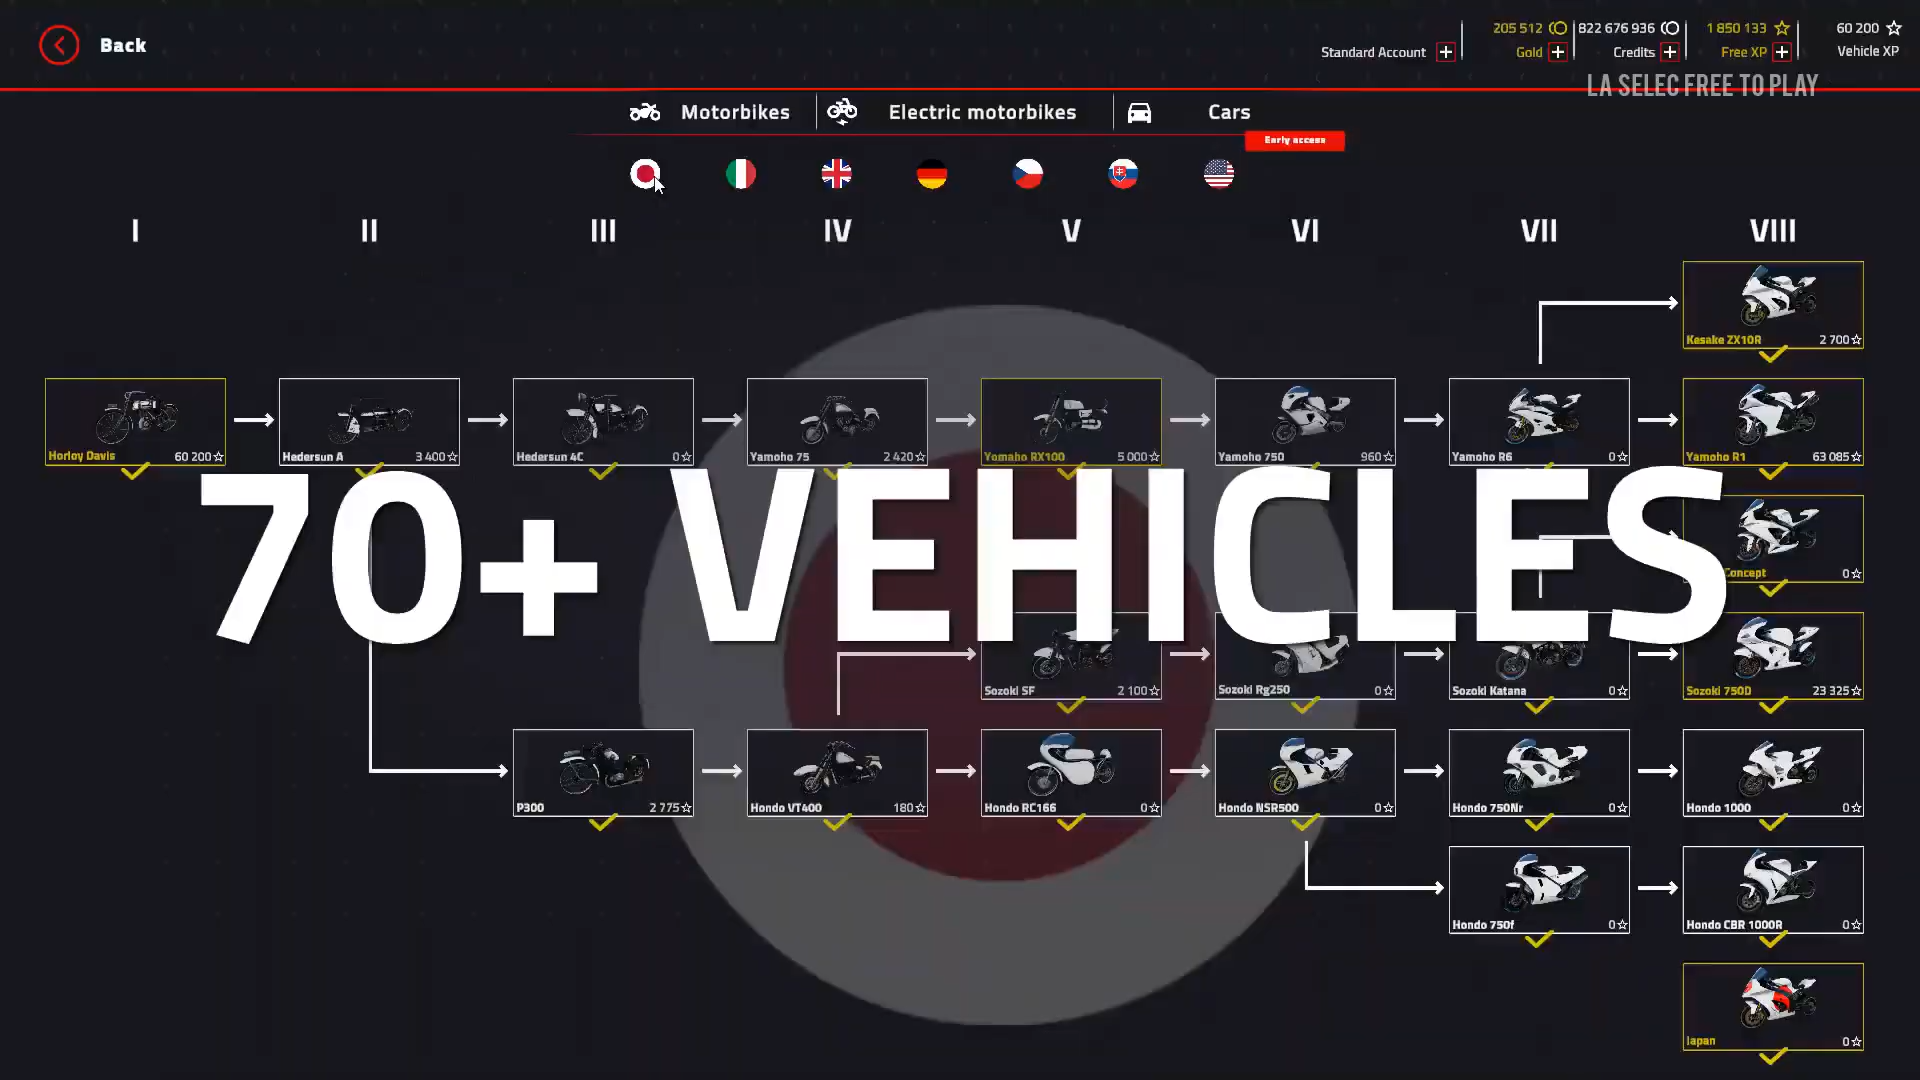 Back
Standard Account
205 512
Gold
822 676 936
Credits
1 850 133
Free XP
60 200
Vehicle XP
LA SELEC FREE TO PLAY
Motorbikes
Electric motorbikes
Cars
Early access
I II III IV V VI VII VIII
Kesake ZX10R 2 700
Horley Davis 60 200
Hedersun A 3 400
Hedersun 4C 0
Yamoho 75 2 420
Yomaho RX100 5 000
Yamoho 750 960
Yamoho R6 0
Yamoho R1 63 085
70+ VEHICLES
Concept 0
Sozoki SF 2 100
Sozoki Rg250 0
Sozoki Katana 0
Sozoki 750D 23 325
P300 2 775
Hondo VT400 180
Hondo RC166 0
Hondo NSR500 0
Hondo 750Nr 0
Hondo 1000 0
Hondo 750f 0
Hondo CBR 1000R 0
Japan 0